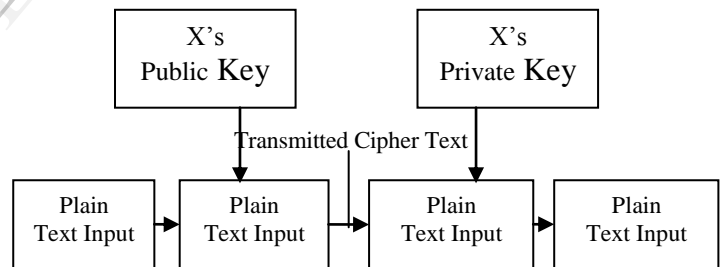 X's
Public Key
X's
Private Key
Transmitted Cipher Text
Plain
Text Input
Plain
Text Input
Plain
Text Input
Plain
Text Input